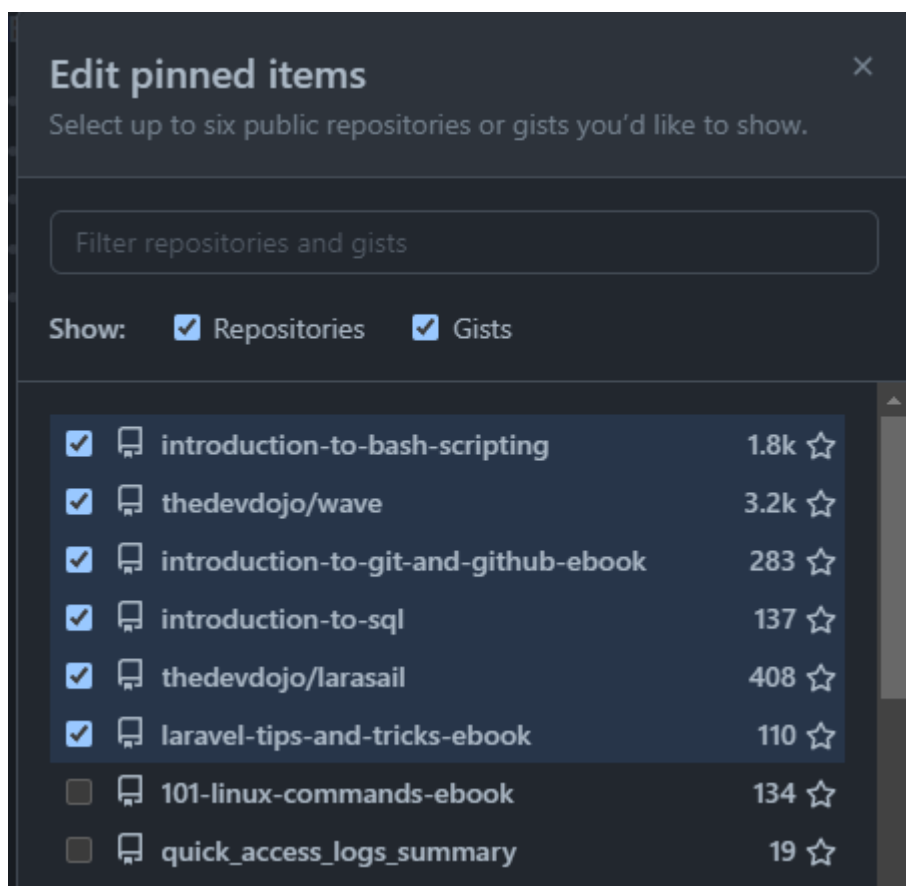 Edit pinned items
Select up to six public repositories or gists you’d like to show.
Filter repositories and gists
Show: Repositories Gists
introduction-to-bash-scripting 1.8k
thedevdojo/wave 3.2k
introduction-to-git-and-github-ebook 283
introduction-to-sql 137
thedevdojo/larasail 408
laravel-tips-and-tricks-ebook 110
101-linux-commands-ebook 134
quick_access_logs_summary 19